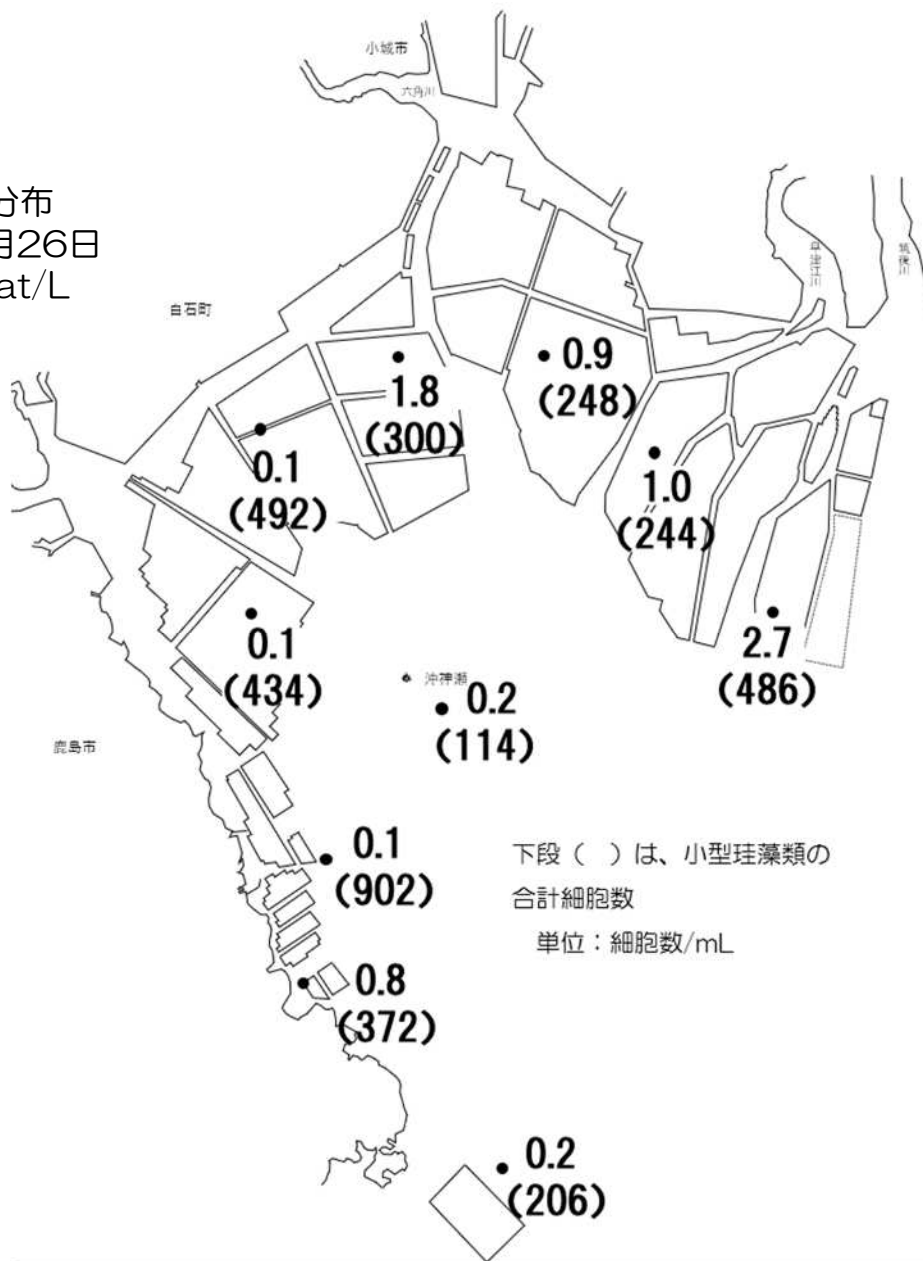 小城市
六角川
分布
月26日
at/L
早津江川
筑後川
白石町
0.9
(248)
1.8
(300)
0.1
(492)
1.0
(244)
0.1
(434)
2.7
(486)
沖神瀬
0.2
(114)
鹿島市
0.1
(902)
下段（　）は、小型珪藻類の
合計細胞数
単位：細胞数/mL
0.8
(372)
0.2
(206)